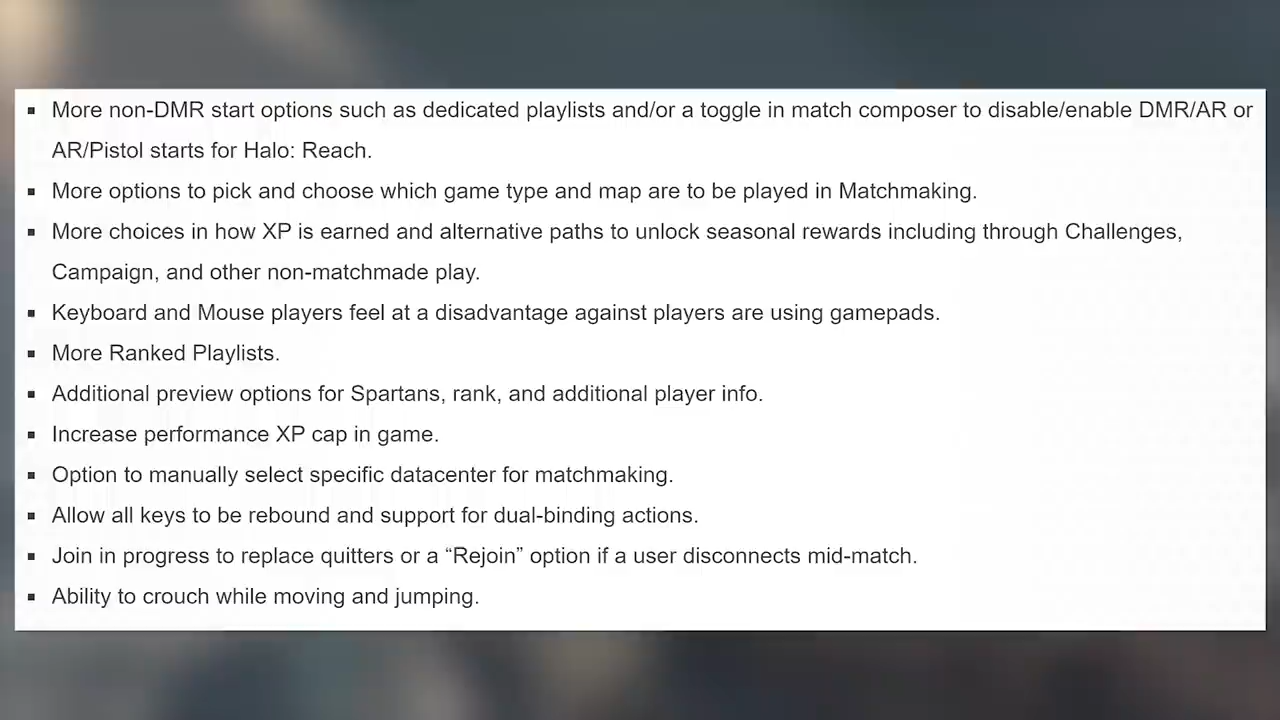 ▪ More non-DMR start options such as dedicated playlists and/or a toggle in match composer to disable/enable DMR/AR or
AR/Pistol starts for Halo: Reach.
▪ More options to pick and choose which game type and map are to be played in Matchmaking.
▪ More choices in how XP is earned and alternative paths to unlock seasonal rewards including through Challenges,
Campaign, and other non-matchmade play.
▪ Keyboard and Mouse players feel at a disadvantage against players are using gamepads.
▪ More Ranked Playlists.
▪ Additional preview options for Spartans, rank, and additional player info.
▪ Increase performance XP cap in game.
▪ Option to manually select specific datacenter for matchmaking.
▪ Allow all keys to be rebound and support for dual-binding actions.
▪ Join in progress to replace quitters or a “Rejoin” option if a user disconnects mid-match.
▪ Ability to crouch while moving and jumping.